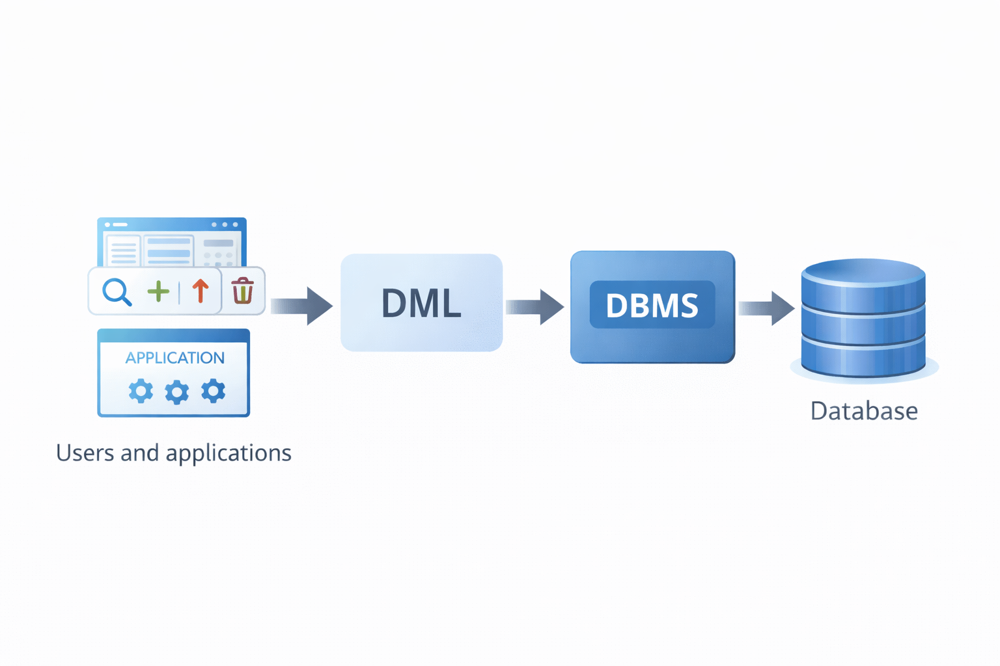 APPLICATION
Users and applications
DML
DBMS
Database